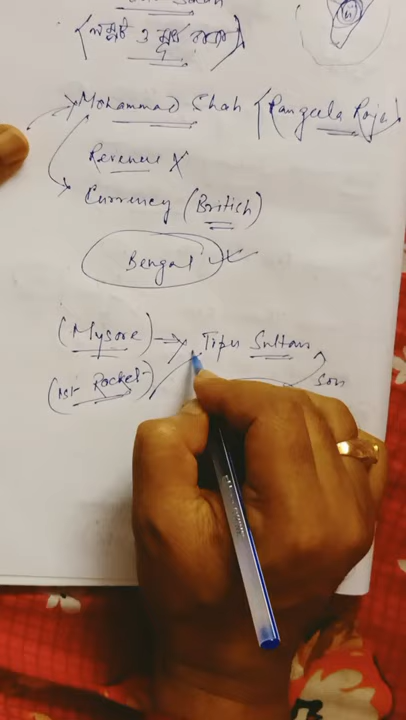 Mohammad Shah (Rangeela Raja)
Revenue X
Currency (British)
Bengal
(Mysore) → Tipu Sultan
(1st Rocket) son